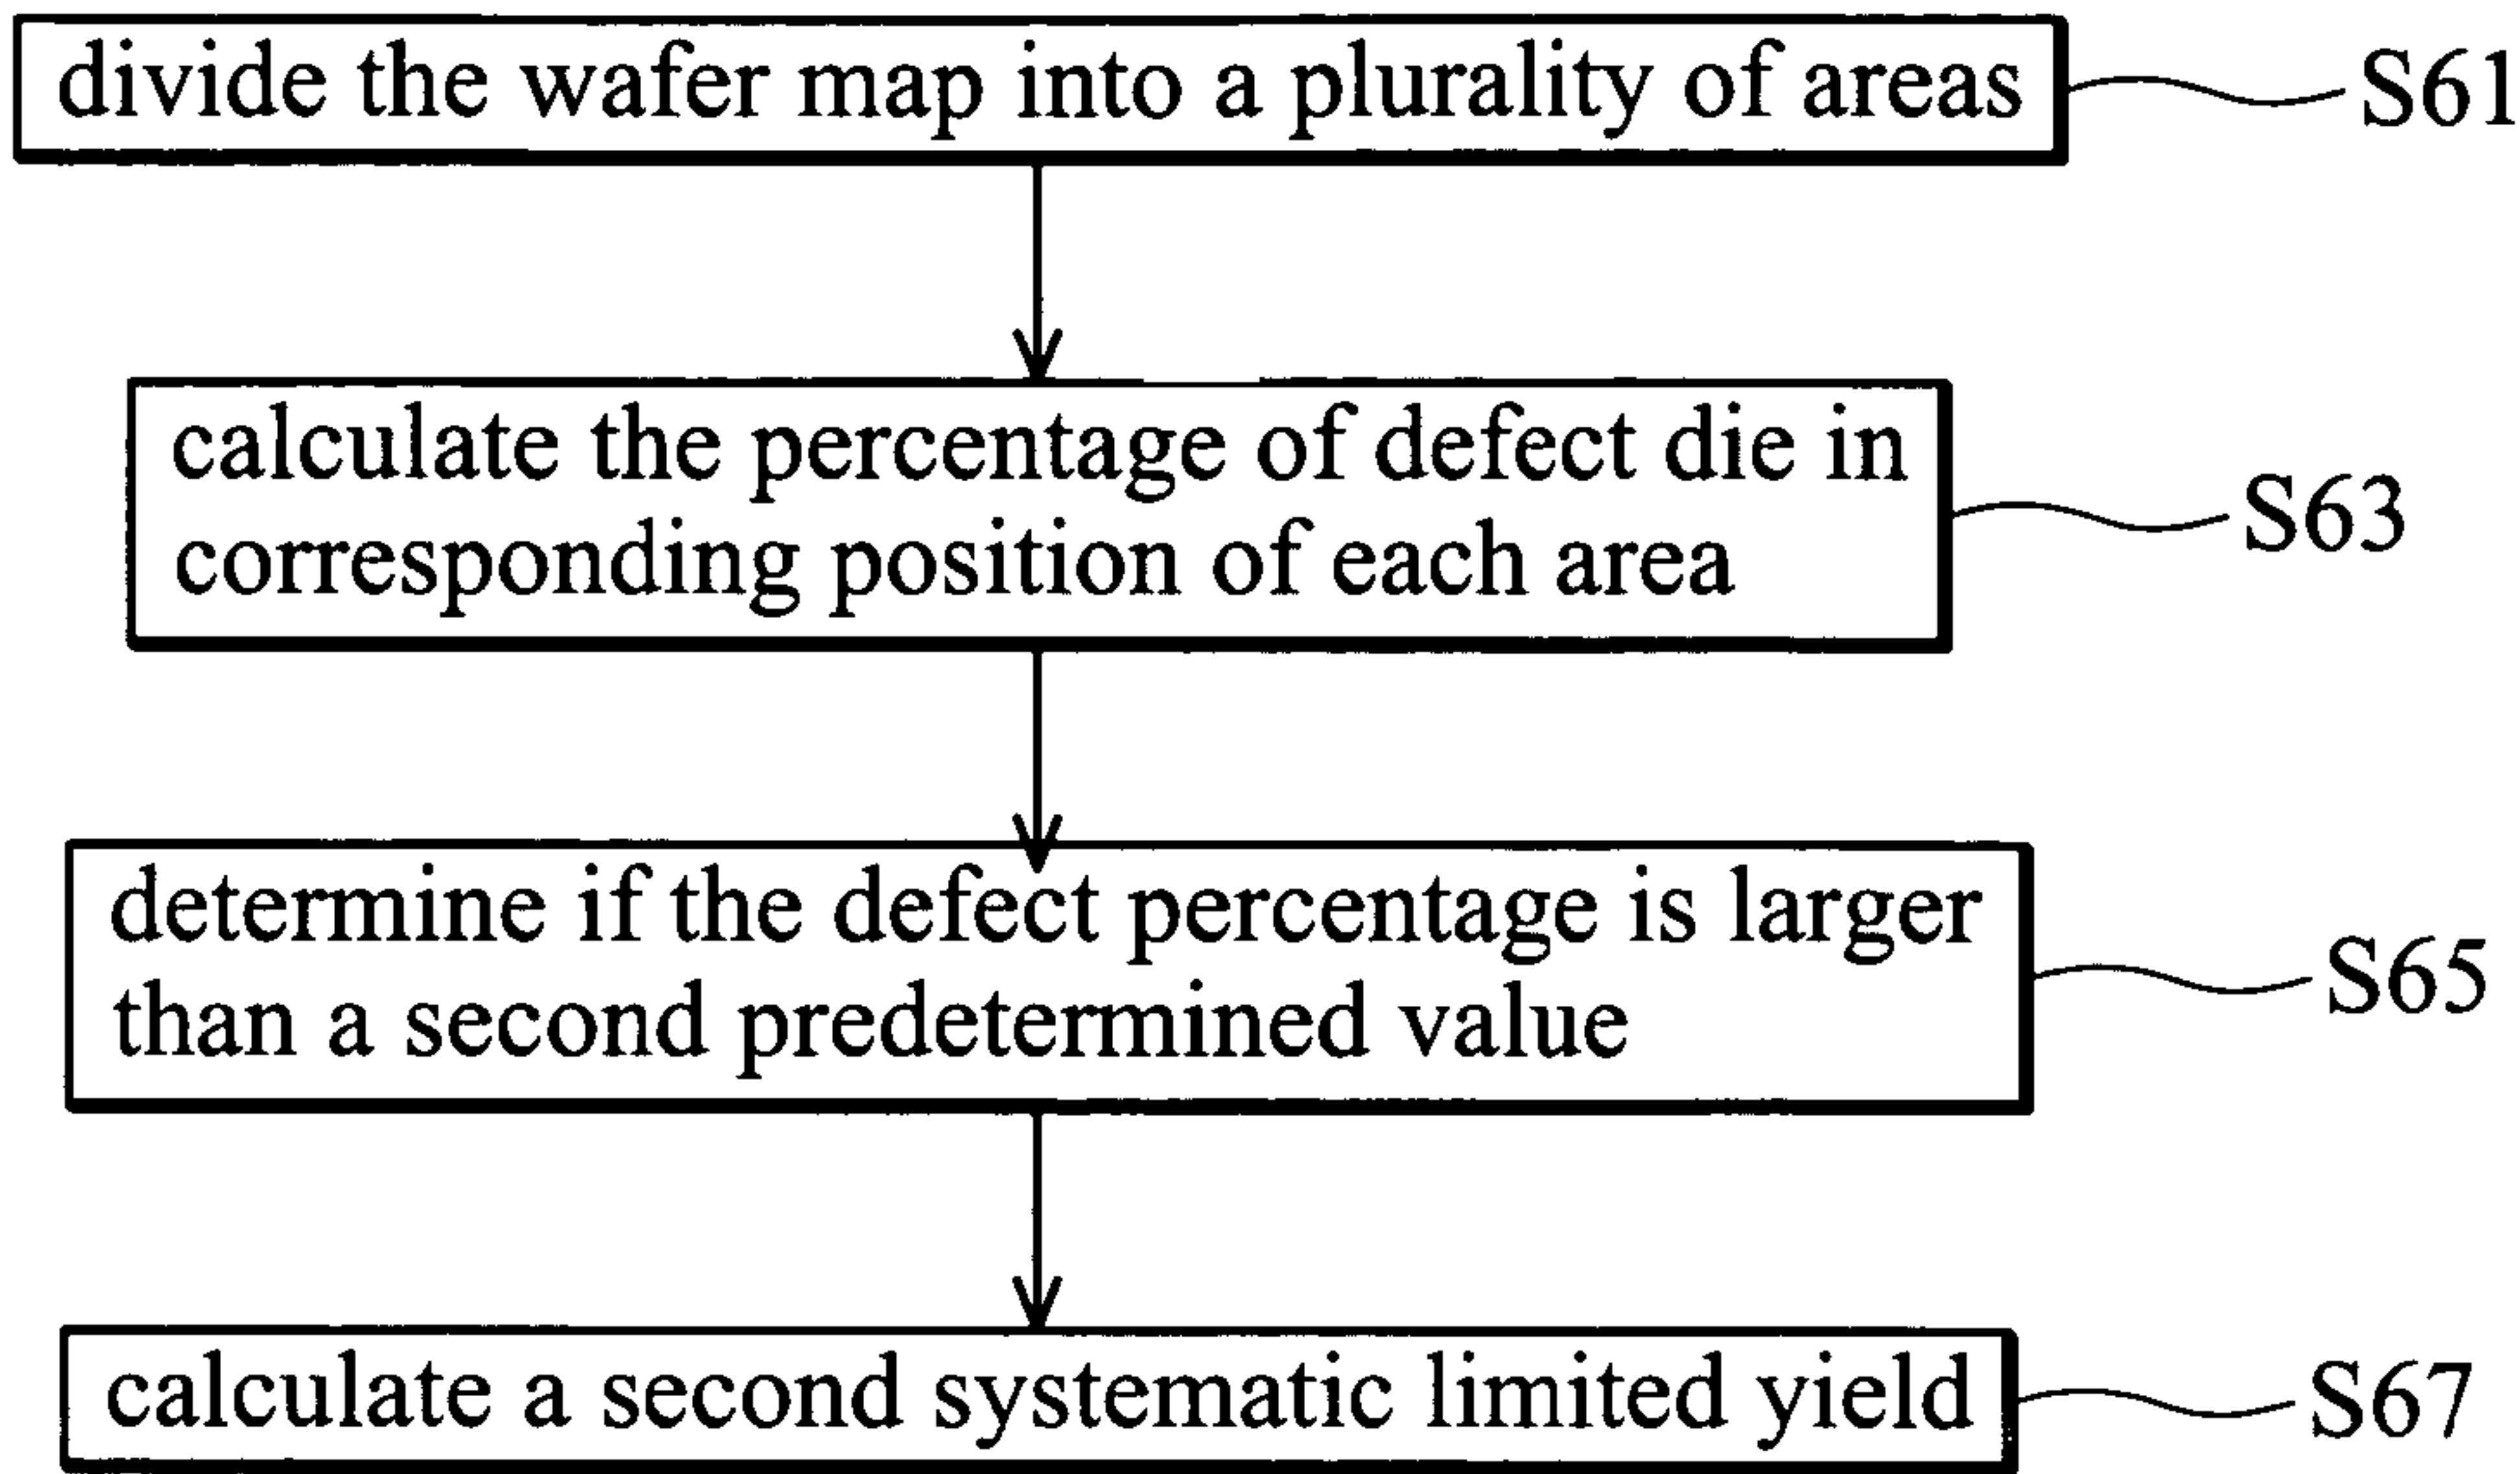 divide the wafer map into a plurality of areas
S61
calculate the percentage of defect die in
corresponding position of each area
S63
determine if the defect percentage is larger
than a second predetermined value
S65
calculate a second systematic limited yield
S67